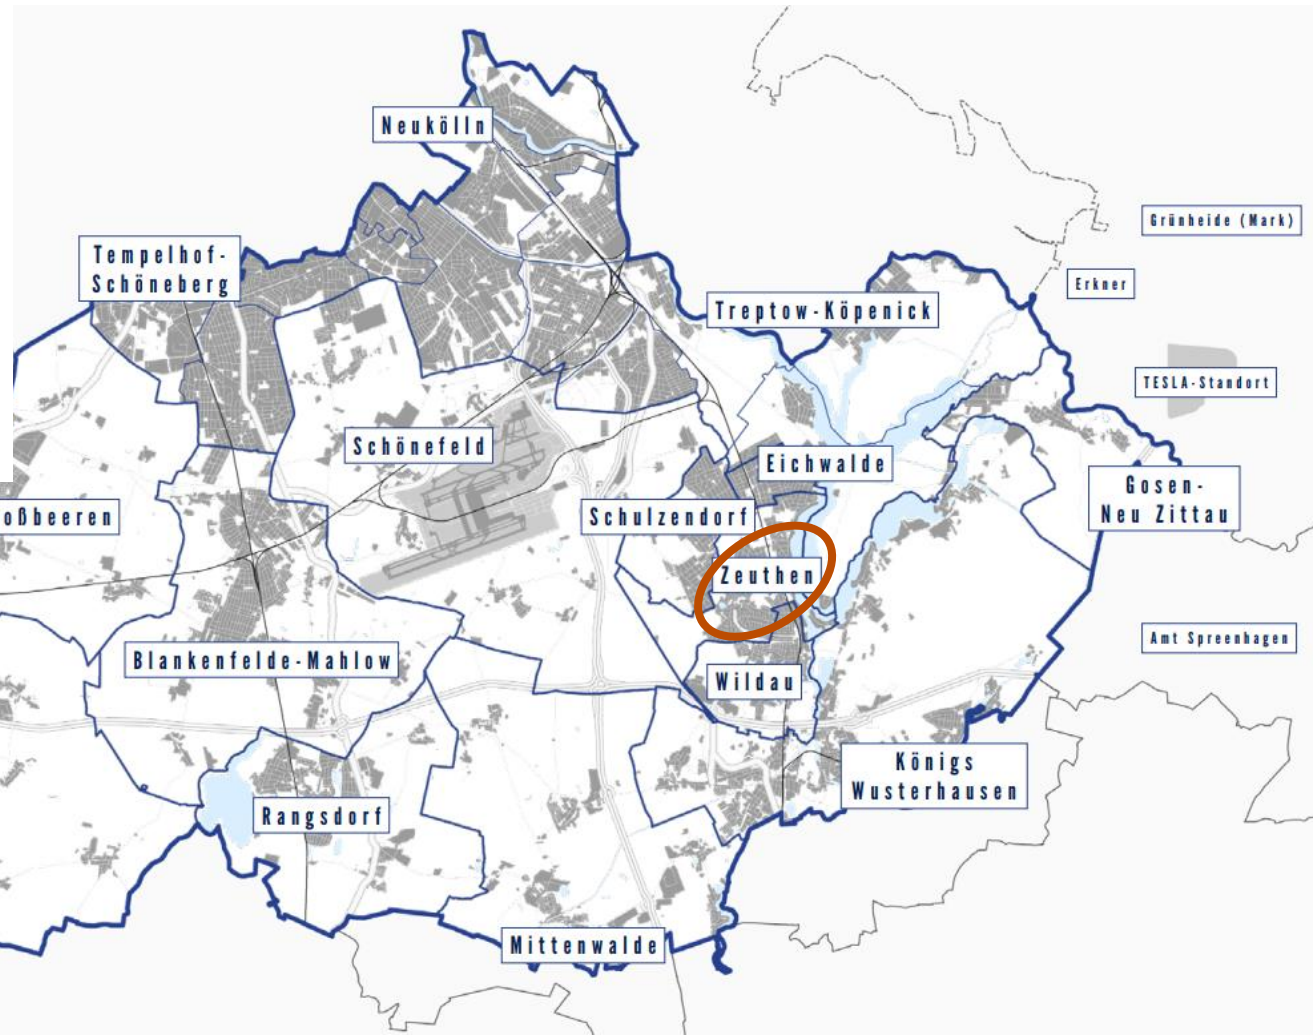 Neukölln
Grünheide (Mark)
Tempelhof-
Schöneberg
Erkner
Treptow-Köpenick
TESLA-Standort
Schönefeld
Eichwalde
Gosen-
Neu Zittau
oßbeeren
Schulzendorf
Zeuthen
Amt Spreenhagen
Blankenfelde-Mahlow
Wildau
Königs
Wusterhausen
Rangsdorf
Mittenwalde